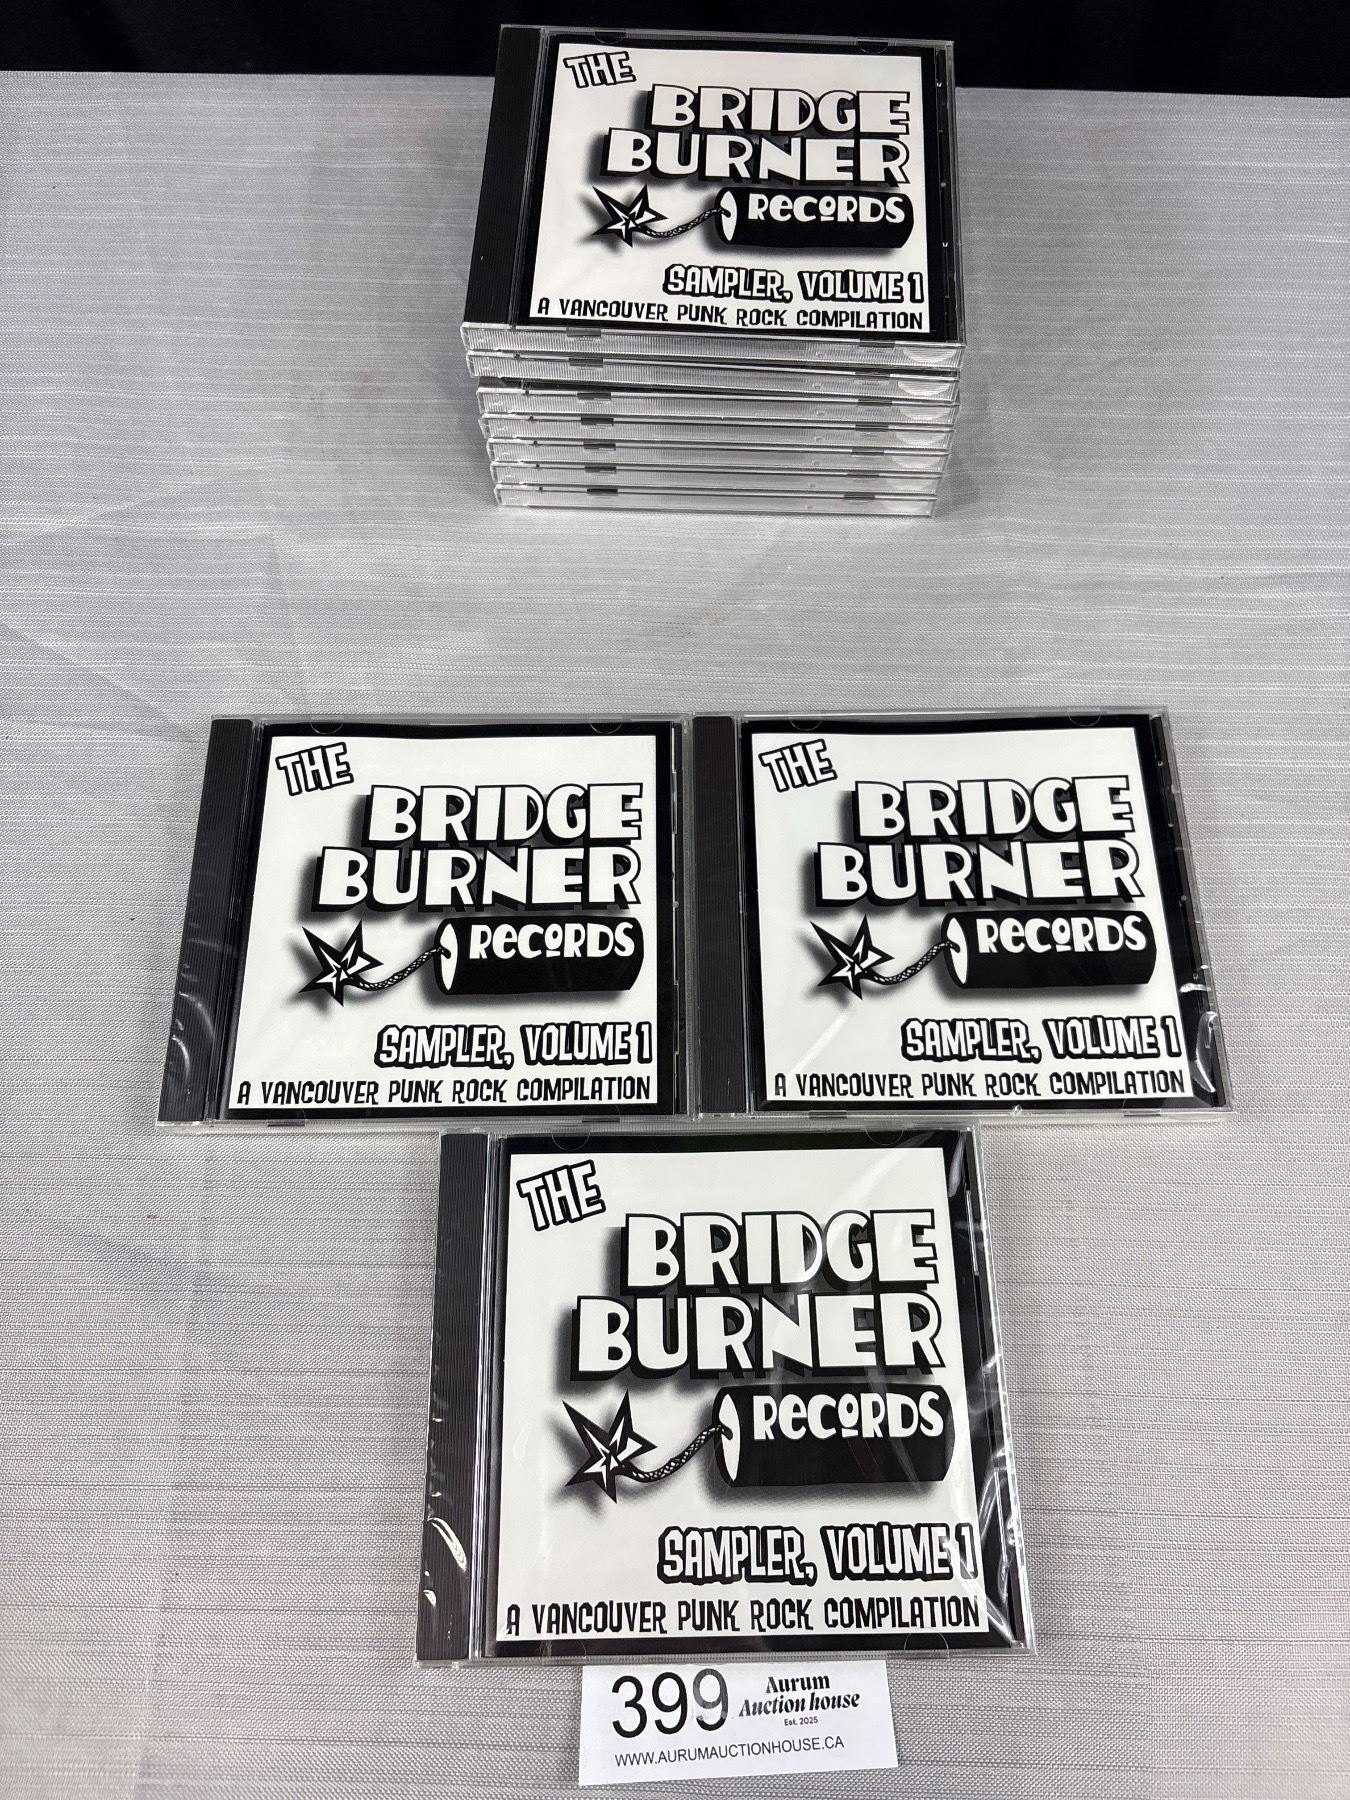 THE
BRIDGE
BURNER
RECORDS
SAMPLER, VOLUME 1
A VANCOUVER PUNK ROCK COMPILATION
THE
BRIDGE
BURNER
RECORDS
SAMPLER, VOLUME 1
A VANCOUVER PUNK ROCK COMPILATION
THE
BRIDGE
BURNER
RECORDS
SAMPLER, VOLUME 1
A VANCOUVER PUNK ROCK COMPILATION
THE
BRIDGE
BURNER
RECORDS
SAMPLER, VOLUME 1
A VANCOUVER PUNK ROCK COMPILATION
399
Aurum
Auction house
Est. 2025
WWW.AURUMAUCTIONHOUSE.CA